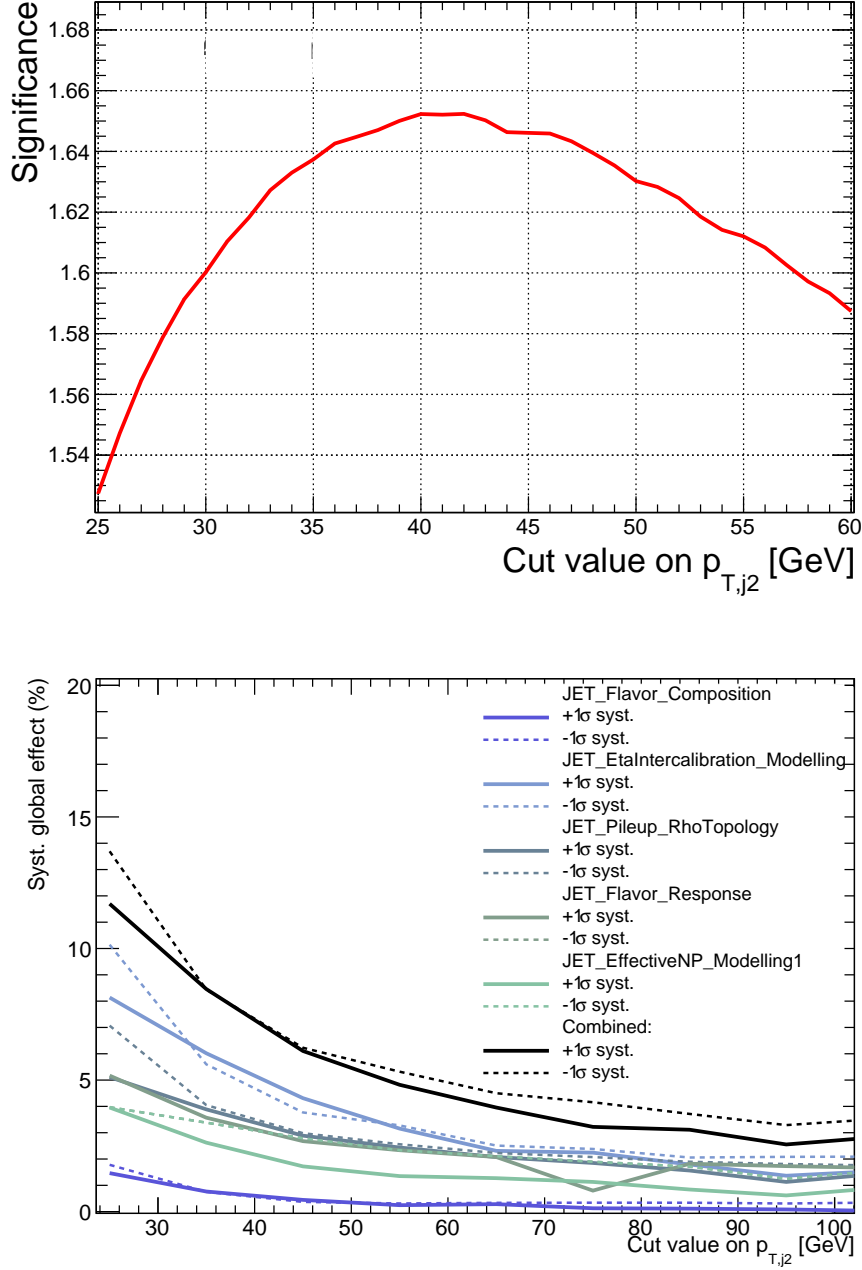 Significance
1.68
1.66
1.64
1.62
1.6
1.58
1.56
1.54
25 30 35 40 45 50 55 60
Cut value on p_{T,j2} [GeV]
Syst. global effect (%)
20
15
10
5
0
JET_Flavor_Composition
+1σ syst.
-1σ syst.
JET_EtaIntercalibration_Modelling
+1σ syst.
-1σ syst.
JET_Pileup_RhoTopology
+1σ syst.
-1σ syst.
JET_Flavor_Response
+1σ syst.
-1σ syst.
JET_EffectiveNP_Modelling1
+1σ syst.
-1σ syst.
Combined:
+1σ syst.
-1σ syst.
30 40 50 60 70 80 90 100
Cut value on p_{T,j2} [GeV]